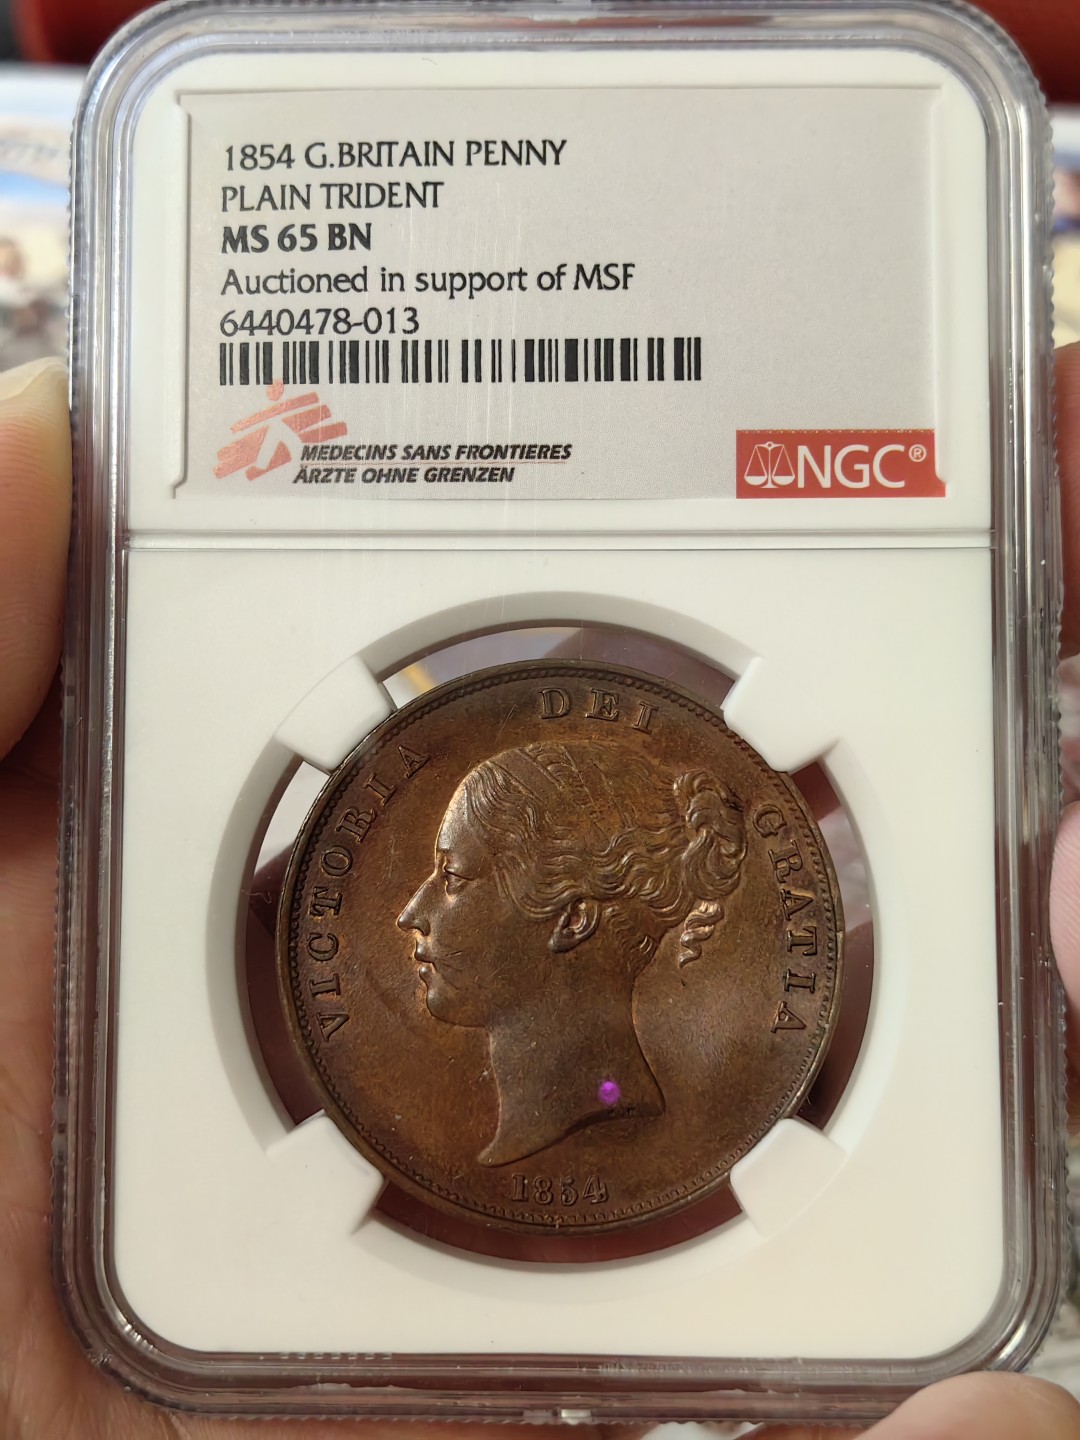 1854 G.BRITAIN PENNY
PLAIN TRIDENT
MS 65 BN
Auctioned in support of MSF
6440478-013
MEDECINS SANS FRONTIERES
ÄRZTE OHNE GRENZEN
NGC®
VICTORIA DEI GRATIA
1854